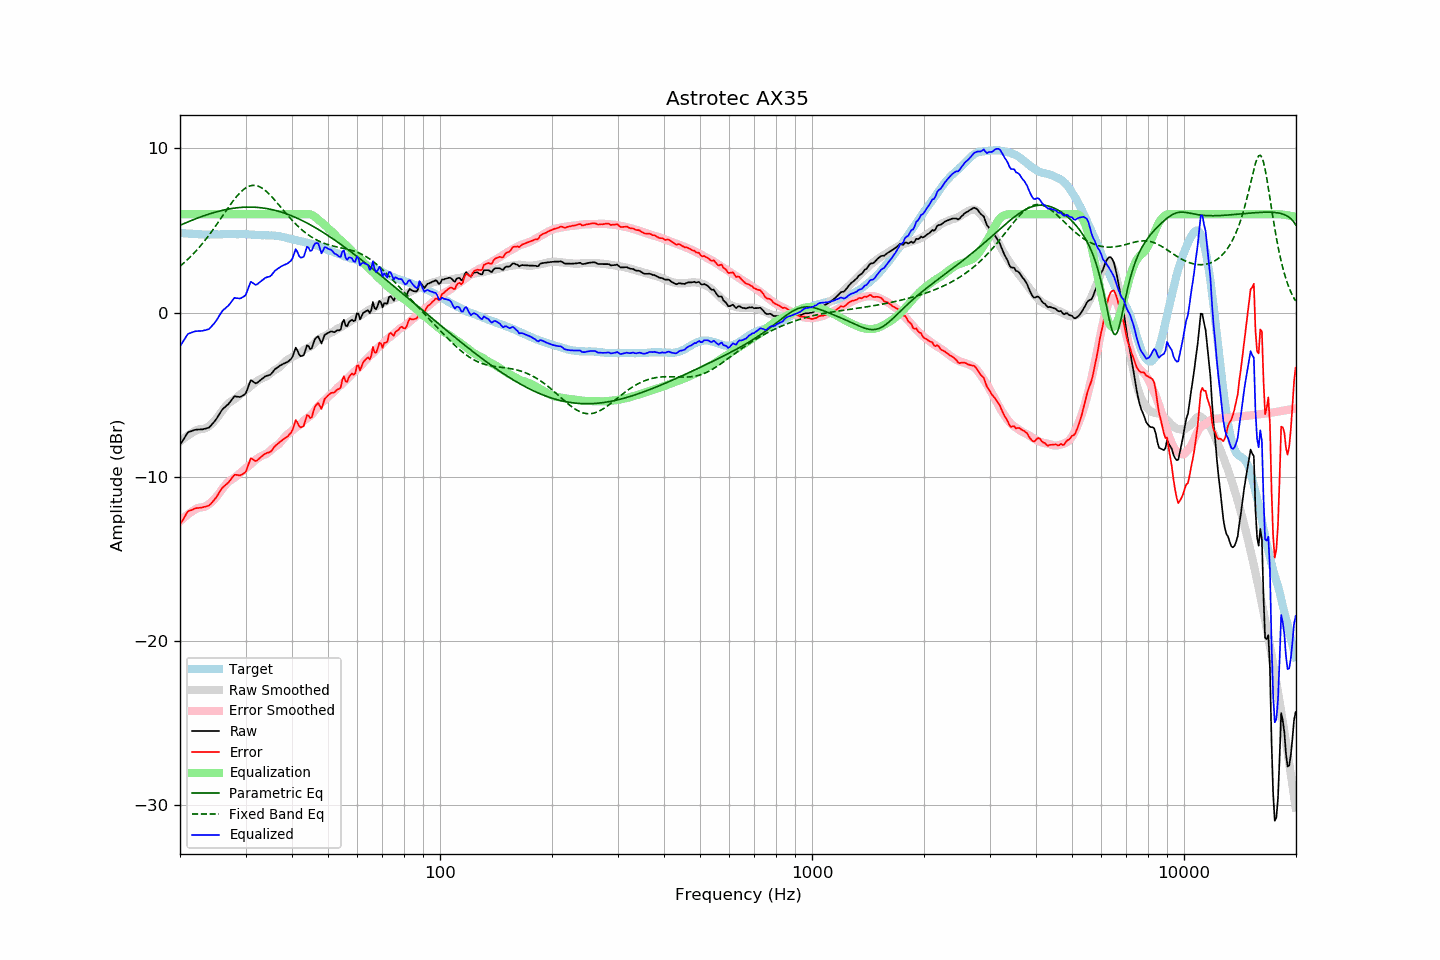 Astrotec AX35
10
0
−10
−20
−30
Amplitude (dBr)
Target
Raw Smoothed
Error Smoothed
Raw
Error
Equalization
Parametric Eq
Fixed Band Eq
Equalized
100
1000
10000
Frequency (Hz)